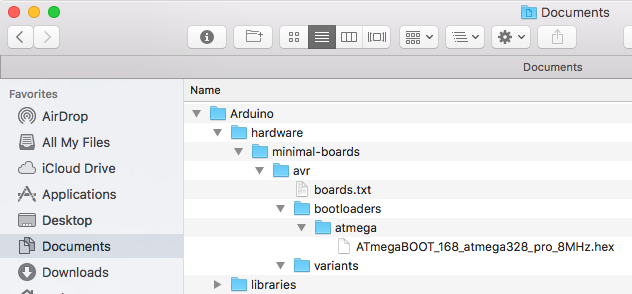 Documents
Documents
Favorites
AirDrop
All My Files
iCloud Drive
Applications
Desktop
Documents
Downloads
Name
Arduino
hardware
minimal-boards
avr
boards.txt
bootloaders
atmega
ATmegaBOOT_168_atmega328_pro_8MHz.hex
variants
libraries